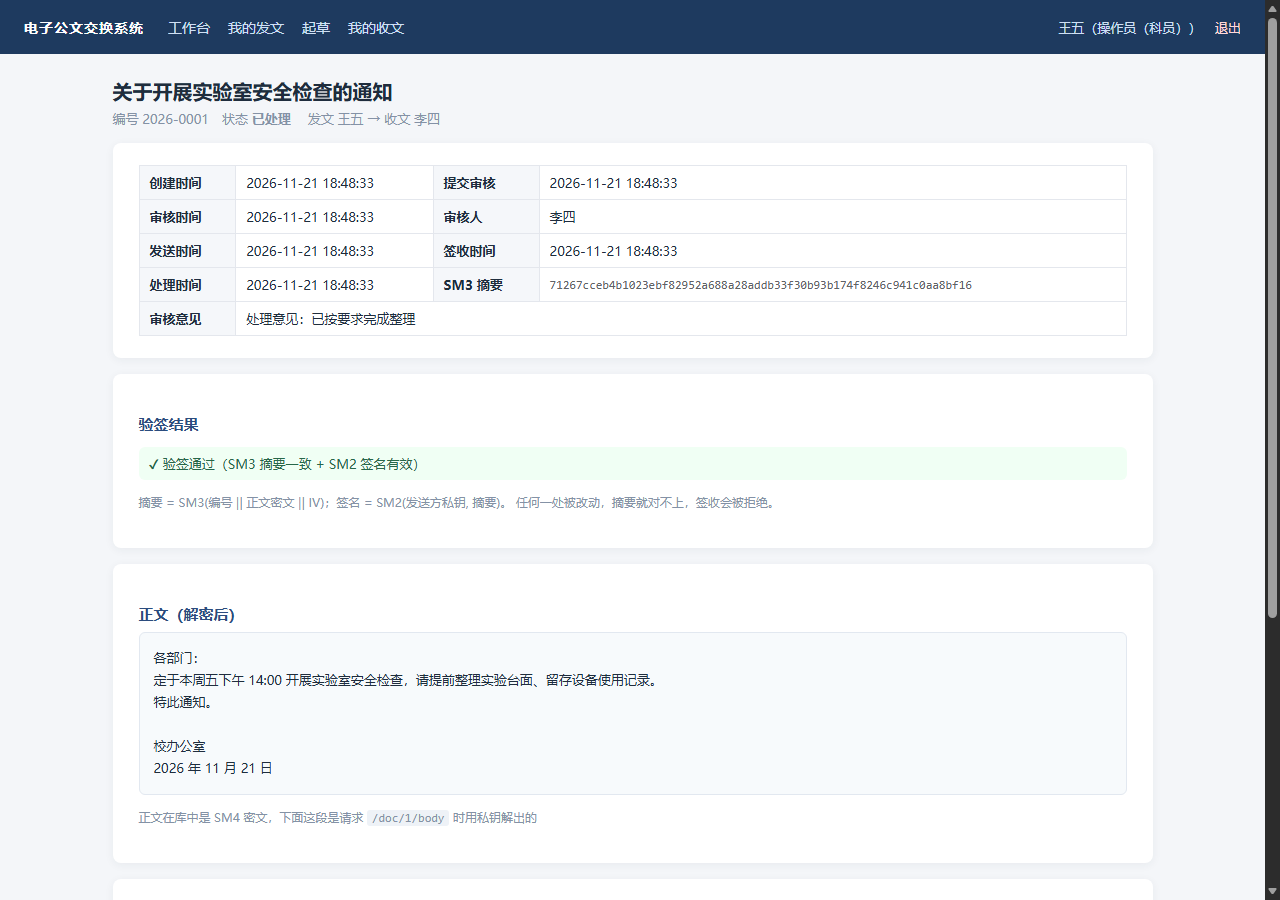 电子公文交换系统 工作台 我的发文 起草 我的收文 王五（操作员（科员）） 退出
关于开展实验室安全检查的通知
编号 2026-0001 状态 已处理 发文 王五 → 收文 李四
创建时间 2026-11-21 18:48:33 提交审核 2026-11-21 18:48:33
审核时间 2026-11-21 18:48:33 审核人 李四
发送时间 2026-11-21 18:48:33 签收时间 2026-11-21 18:48:33
处理时间 2026-11-21 18:48:33 SM3 摘要 71267cceb4b1023ebf82952a688a28addb33f30b93b174f8246c941c0aa8bf16
审核意见 处理意见：已按要求完成整理
验签结果
✓ 验签通过（SM3 摘要一致 + SM2 签名有效）
摘要 = SM3(编号 || 正文密文 || IV)；签名 = SM2(发送方私钥, 摘要)。 任何一处被改动，摘要就对不上，签收会被拒绝。
正文（解密后）
各部门：
定于本周五下午 14:00 开展实验室安全检查，请提前整理实验台面、留存设备使用记录。
特此通知。
校办公室
2026 年 11 月 21 日
正文在库中是 SM4 密文，下面这段是请求 /doc/1/body 时用私钥解出的